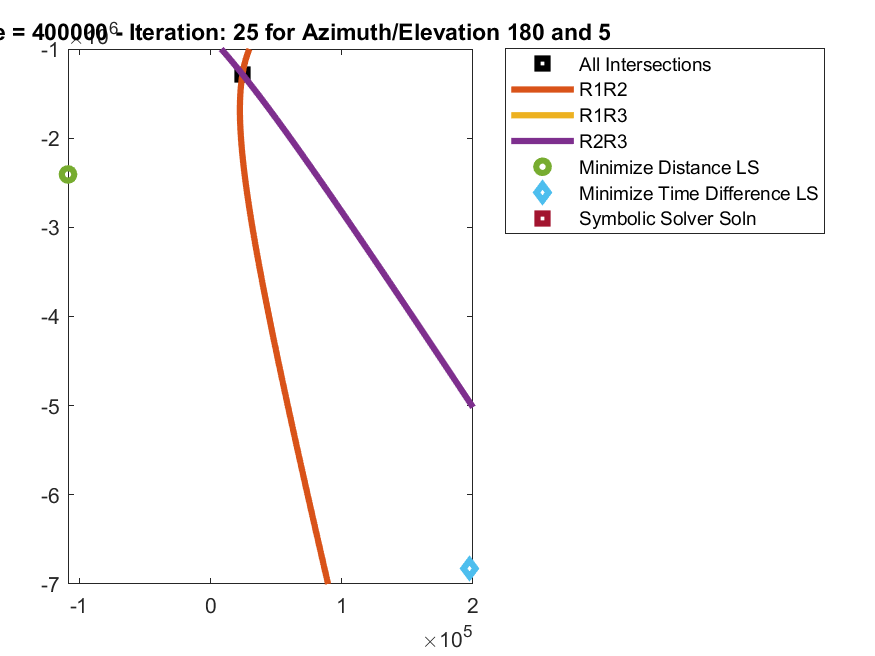 e = 400000 - Iteration: 25 for Azimuth/Elevation 180 and 5
×10^6
-1
-2
-3
-4
-5
-6
-7
-1
0
1
2
×10^5
All Intersections
R1R2
R1R3
R2R3
Minimize Distance LS
Minimize Time Difference LS
Symbolic Solver Soln